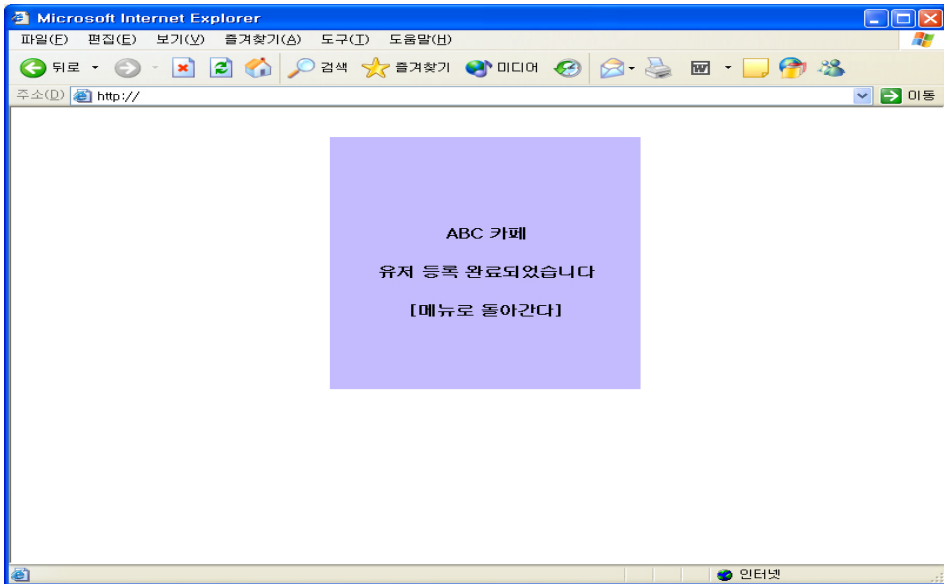 Microsoft Internet Explorer
파일(F) 편집(E) 보기(V) 즐겨찾기(A) 도구(T) 도움말(H)
뒤로 검색 즐겨찾기 미디어
주소(D) http:// 이동
ABC 카페
유저 등록 완료되었습니다
[메뉴로 돌아간다]
인터넷